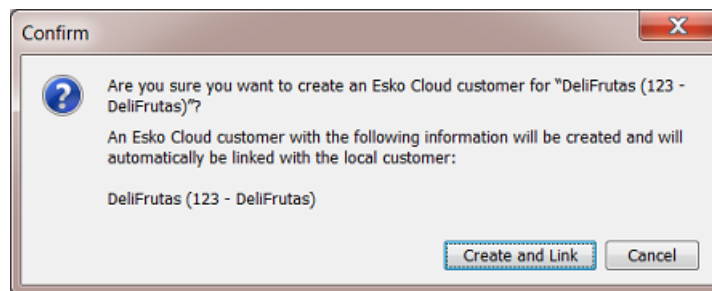 Confirm
Are you sure you want to create an Esko Cloud customer for "DeliFrutas (123 -
DeliFrutas)"?
An Esko Cloud customer with the following information will be created and will
automatically be linked with the local customer:
DeliFrutas (123 - DeliFrutas)
Create and Link
Cancel